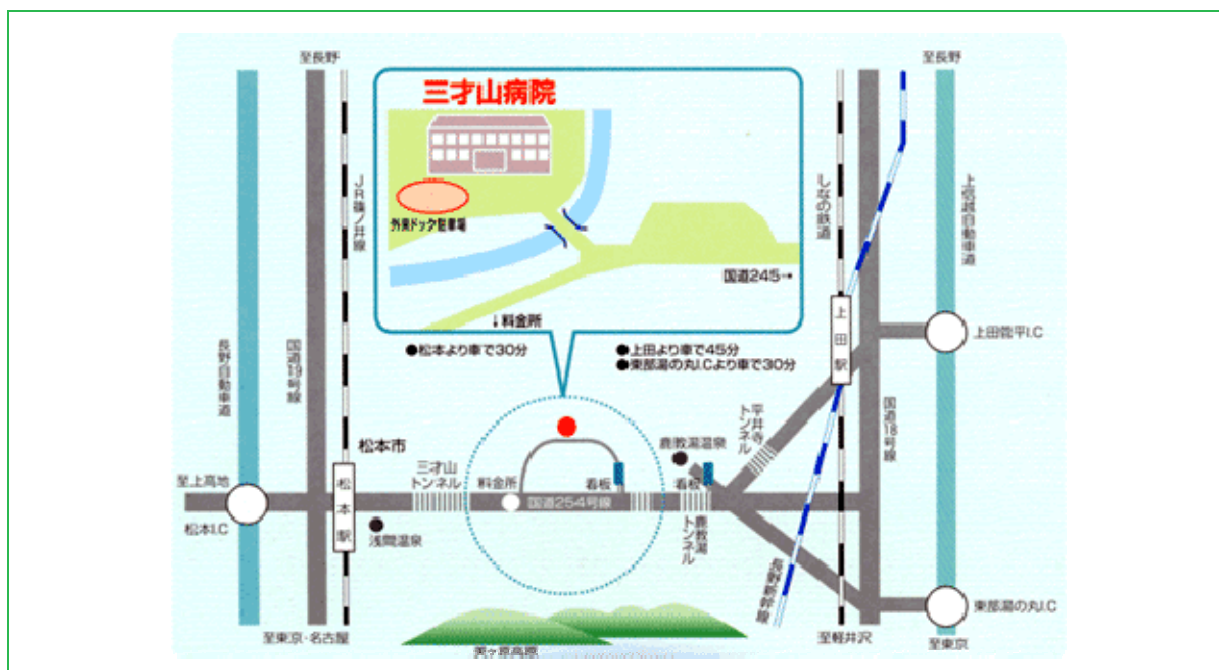 至長野
至長野
三才山病院
外来ドック駐車場
国道245→
↓料金所
●松本より車で30分
●上田より車で45分
●東部湯の丸I.Cより車で30分
JR篠ノ井線
しなの鉄道
上信越自動車道
上田駅
上田菅平I.C
長野自動車道
国道19号線
国道18号線
平井寺
トンネル
松本市
鹿教湯温泉
至上高地
三才山
トンネル
料金所
看板
看板
松本駅
国道254号線
松本I.C
浅間温泉
鹿教湯
トンネル
長野新幹線
東部湯の丸I.C
至東京・名古屋
至軽井沢
至東京